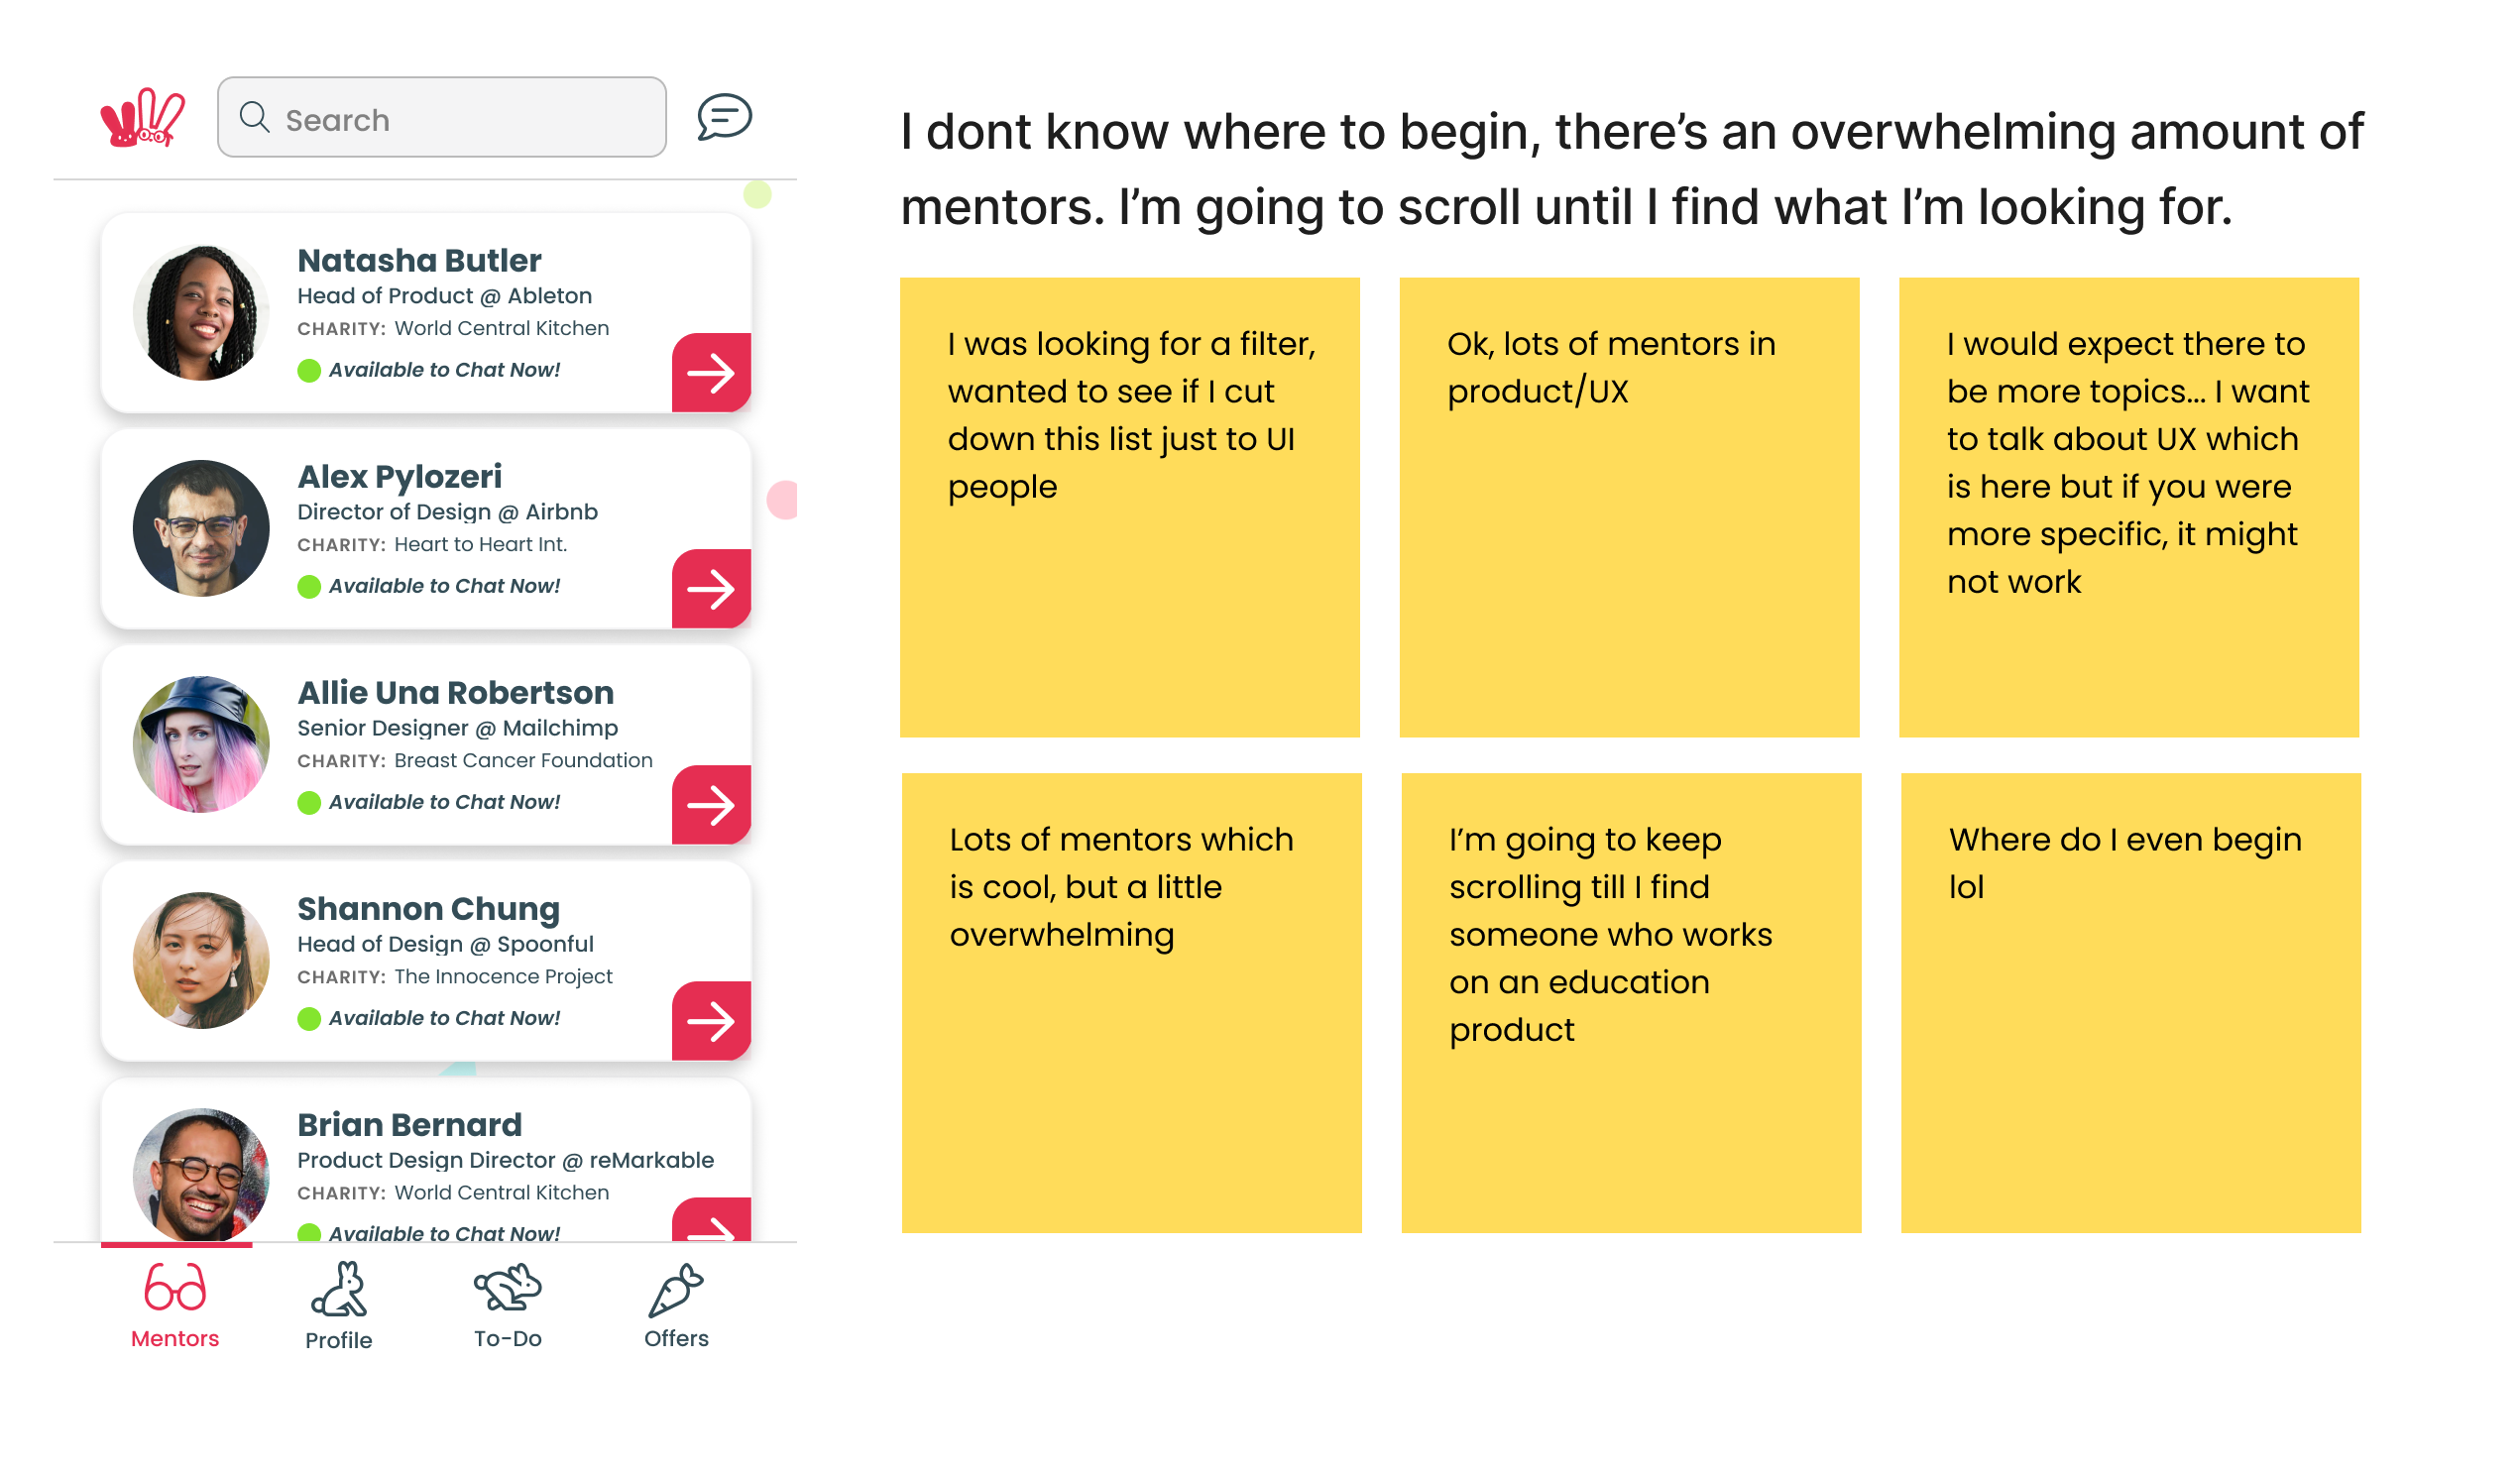 Search
Natasha Butler
Head of Product @ Ableton
CHARITY: World Central Kitchen
Available to Chat Now!
Alex Pylozeri
Director of Design @ Airbnb
CHARITY: Heart to Heart Int.
Available to Chat Now!
Allie Una Robertson
Senior Designer @ Mailchimp
CHARITY: Breast Cancer Foundation
Available to Chat Now!
Shannon Chung
Head of Design @ Spoonful
CHARITY: The Innocence Project
Available to Chat Now!
Brian Bernard
Product Design Director @ reMarkable
CHARITY: World Central Kitchen
Available to Chat Now!
Mentors
Profile
To-Do
Offers
I dont know where to begin, there’s an overwhelming amount of
mentors. I’m going to scroll until I find what I’m looking for.
I was looking for a filter,
wanted to see if I cut
down this list just to UI
people
Ok, lots of mentors in
product/UX
I would expect there to
be more topics... I want
to talk about UX which
is here but if you were
more specific, it might
not work
Lots of mentors which
is cool, but a little
overwhelming
I’m going to keep
scrolling till I find
someone who works
on an education
product
Where do I even begin
lol